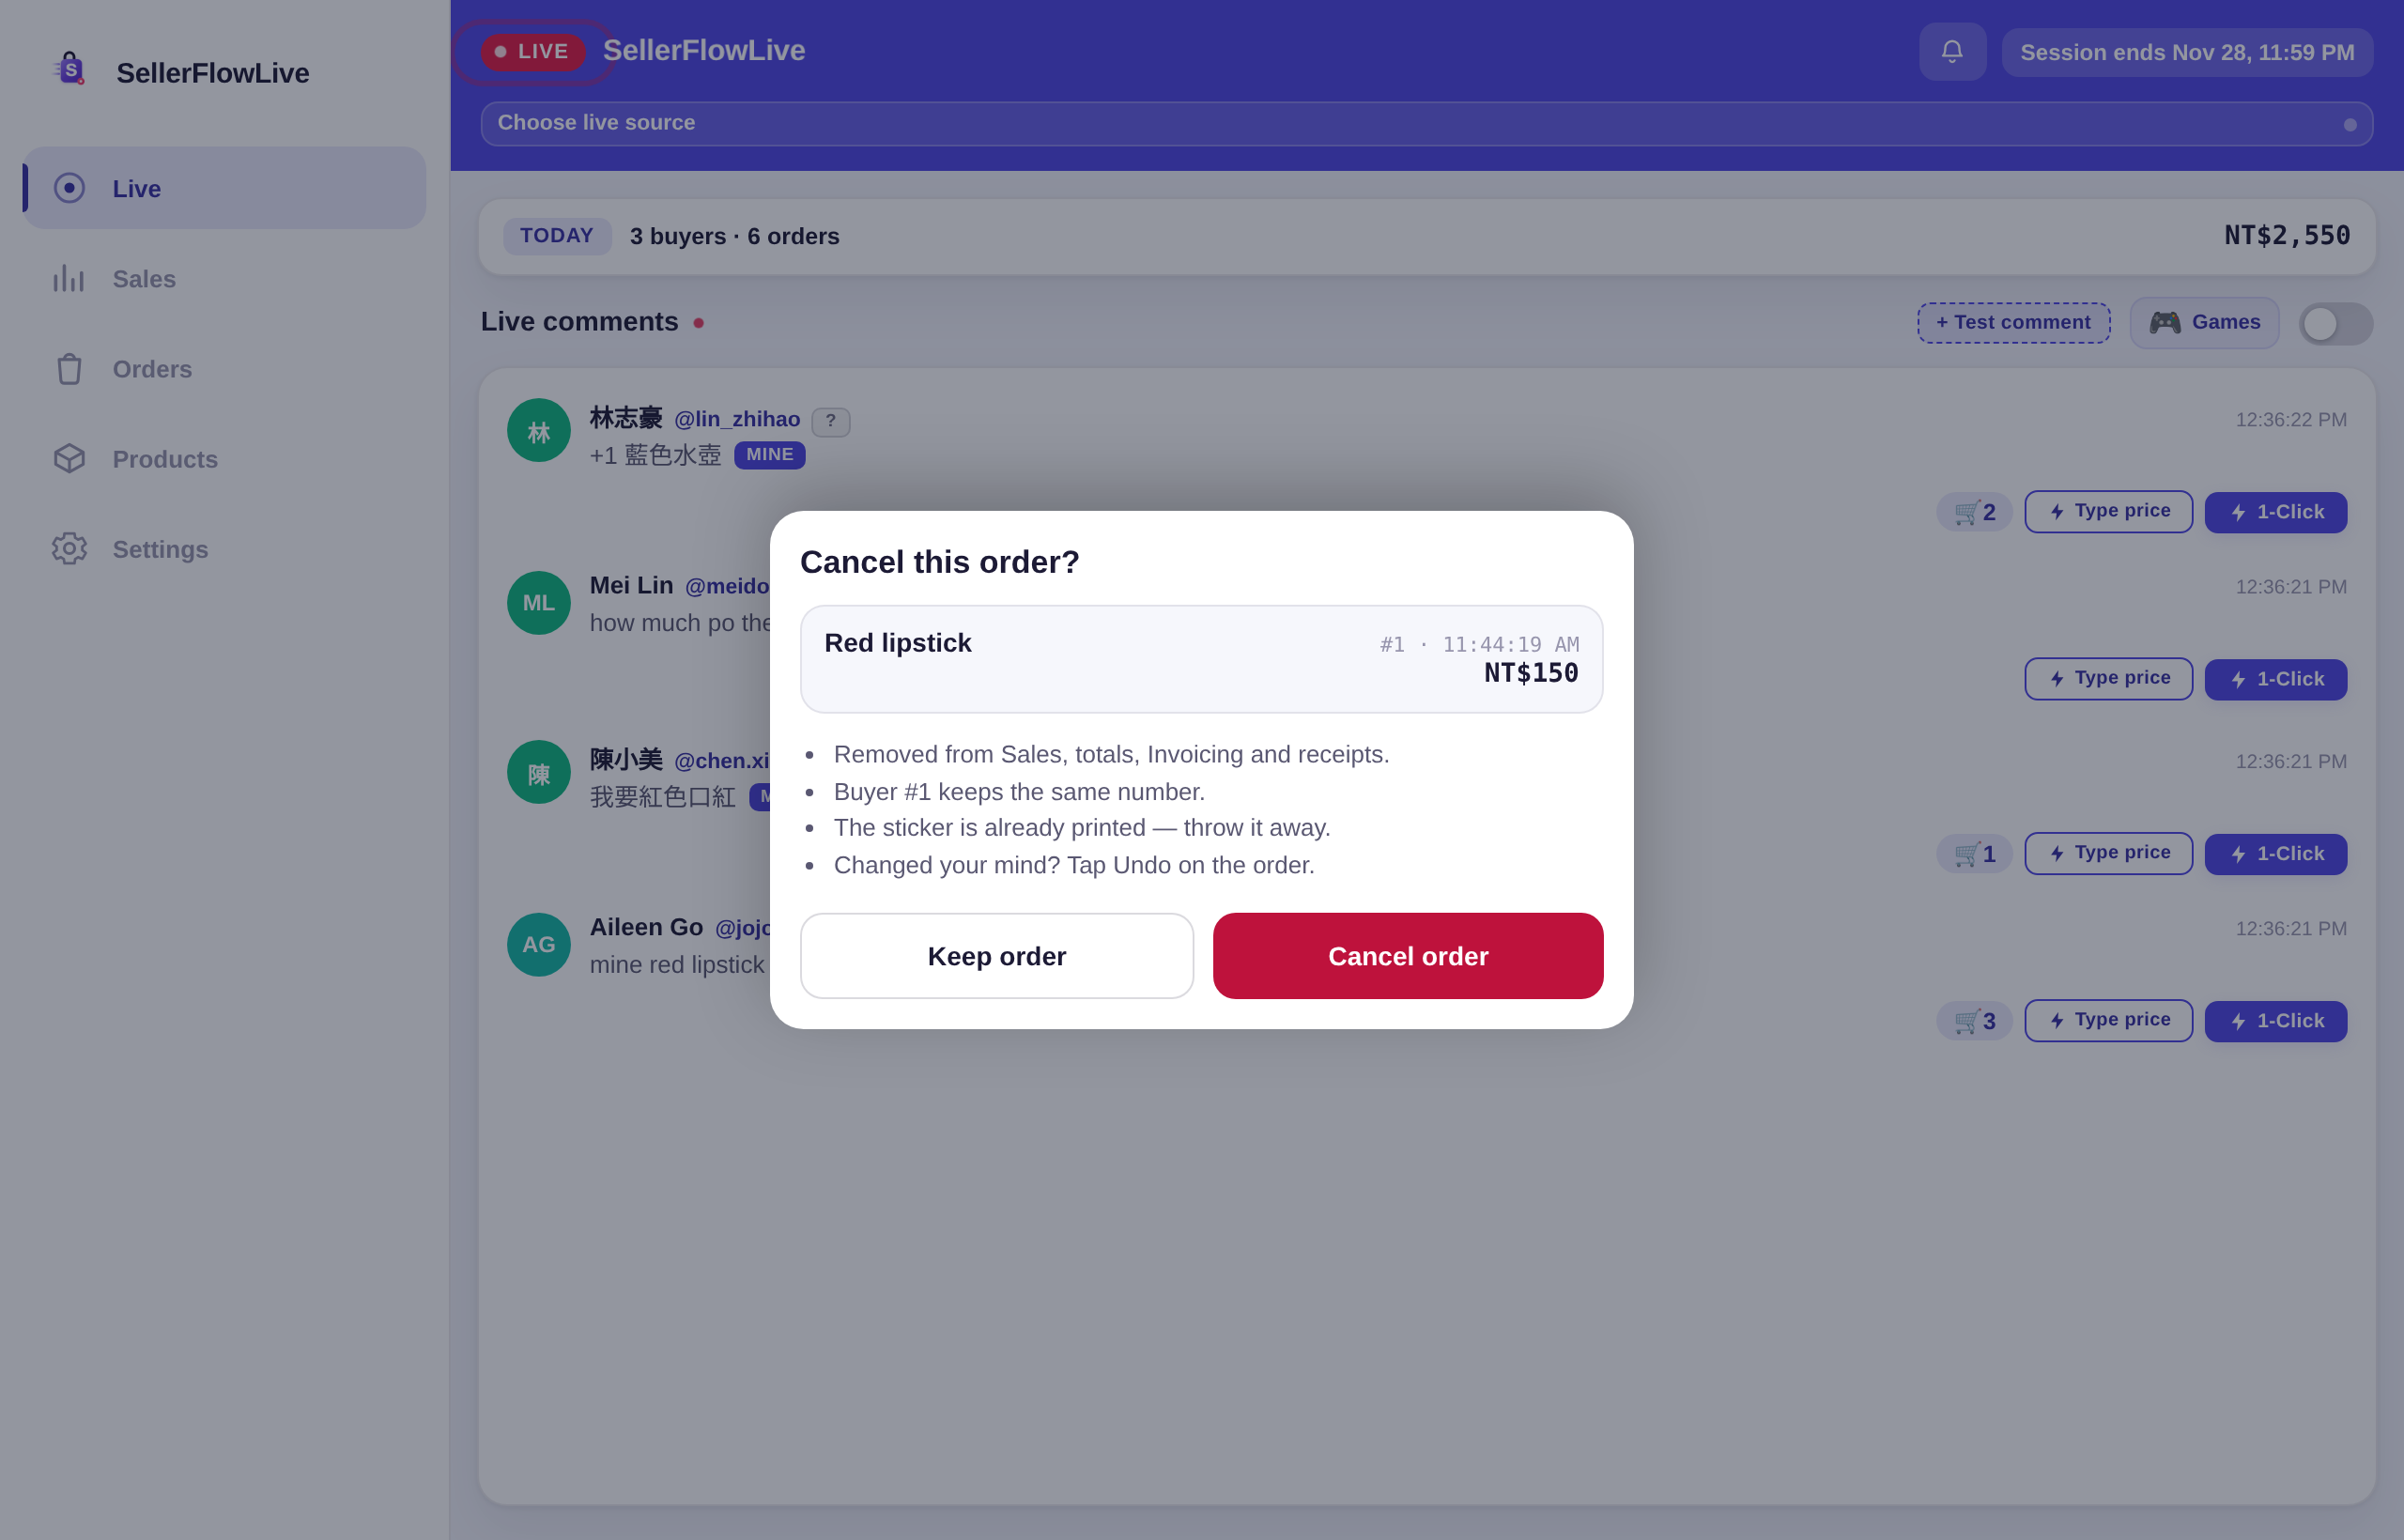 SellerFlowLive
Live
Sales
Orders
Products
Settings
LIVE
SellerFlowLive
Session ends Nov 28, 11:59 PM
Choose live source
TODAY
3 buyers · 6 orders
NT$2,550
Live comments
+ Test comment
Games
林志豪 @lin_zhihao ?
12:36:22 PM
+1 藍色水壺 MINE
2
Type price
1-Click
Mei Lin @meido
12:36:21 PM
how much po the
Type price
1-Click
陳小美 @chen.xi
12:36:21 PM
我要紅色口紅
1
Type price
1-Click
Aileen Go @jojo
12:36:21 PM
mine red lipstick
3
Type price
1-Click
林
ML
陳
AG
Cancel this order?
Red lipstick
#1 · 11:44:19 AM
NT$150
Removed from Sales, totals, Invoicing and receipts.
Buyer #1 keeps the same number.
The sticker is already printed — throw it away.
Changed your mind? Tap Undo on the order.
Keep order
Cancel order